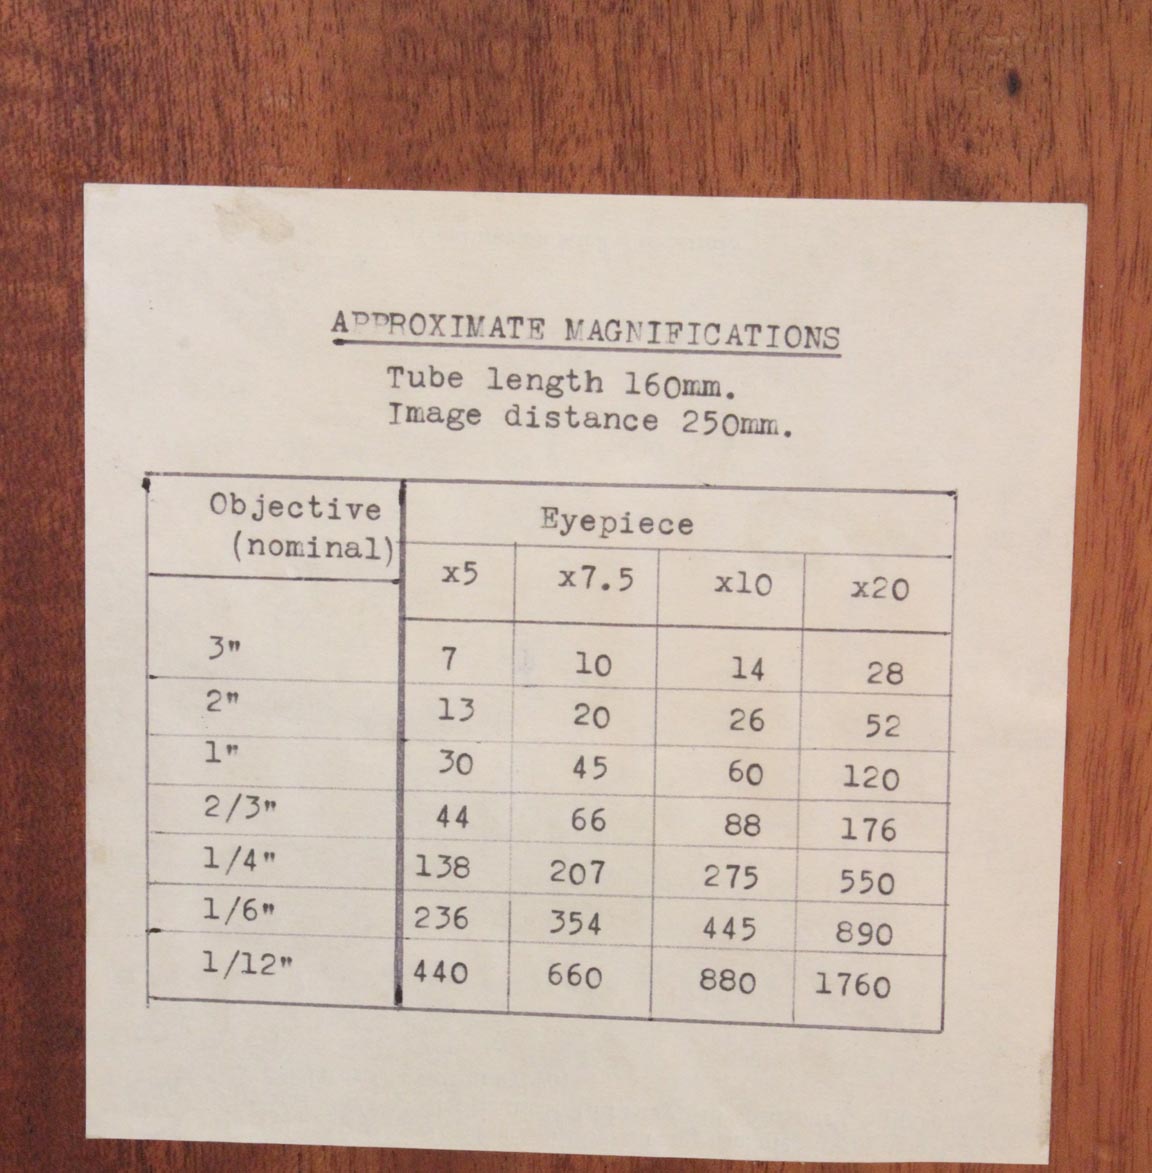 APPROXIMATE MAGNIFICATIONS
Tube length 160mm.
Image distance 250mm.
Objective (nominal) Eyepiece
x5 x7.5 x10 x20
3" 7 10 14 28
2" 13 20 26 52
1" 30 45 60 120
2/3" 44 66 88 176
1/4" 138 207 275 550
1/6" 236 354 445 890
1/12" 440 660 880 1760